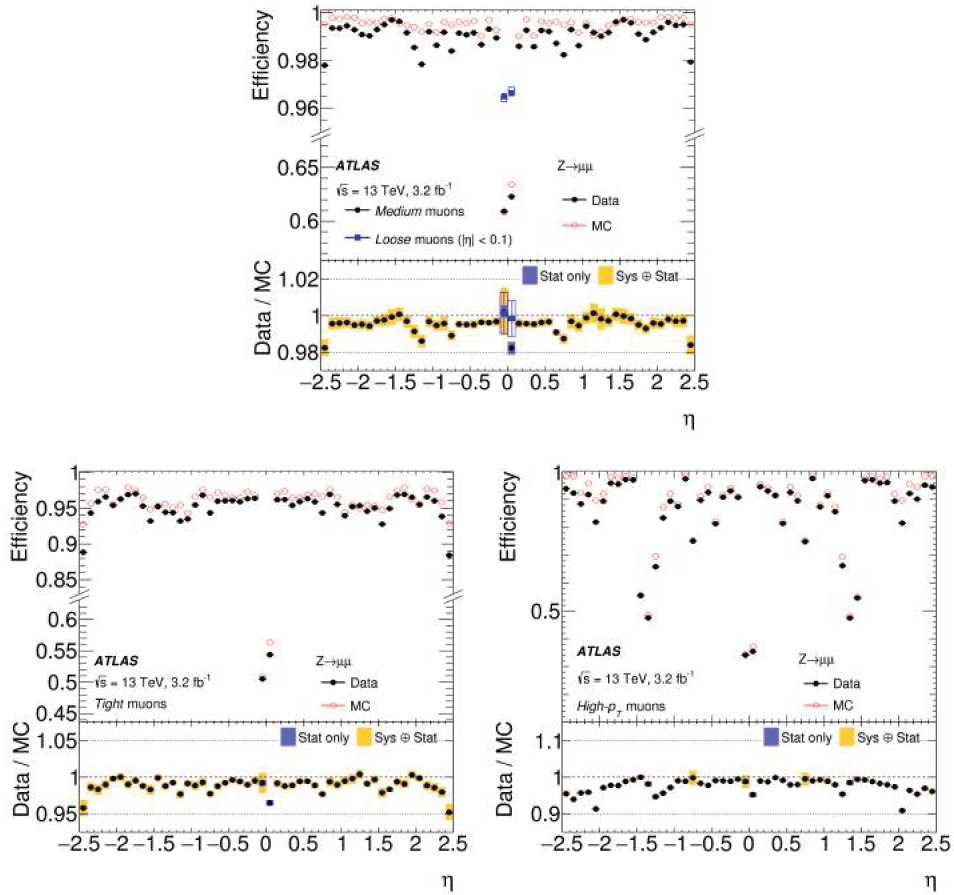 Efficiency
1
0.98
0.96
0.65
0.6
ATLAS
√s = 13 TeV, 3.2 fb⁻¹
Medium muons
Loose muons (|η| < 0.1)
Z→μμ
Data
MC
Data / MC
1.02
1
0.98
Stat only Sys ⊕ Stat
−2.5 −2 −1.5 −1 −0.5 0 0.5 1 1.5 2 2.5
η
Efficiency
1
0.95
0.9
0.85
0.6
0.55
0.5
0.45
ATLAS
√s = 13 TeV, 3.2 fb⁻¹
Tight muons
Z→μμ
Data
MC
Data / MC
1.05
1
0.95
Stat only Sys ⊕ Stat
−2.5 −2 −1.5 −1 −0.5 0 0.5 1 1.5 2 2.5
η
Efficiency
1
0.5
ATLAS
√s = 13 TeV, 3.2 fb⁻¹
High-p_T muons
Z→μμ
Data
MC
Data / MC
1.1
1
0.9
Stat only Sys ⊕ Stat
−2.5 −2 −1.5 −1 −0.5 0 0.5 1 1.5 2 2.5
η